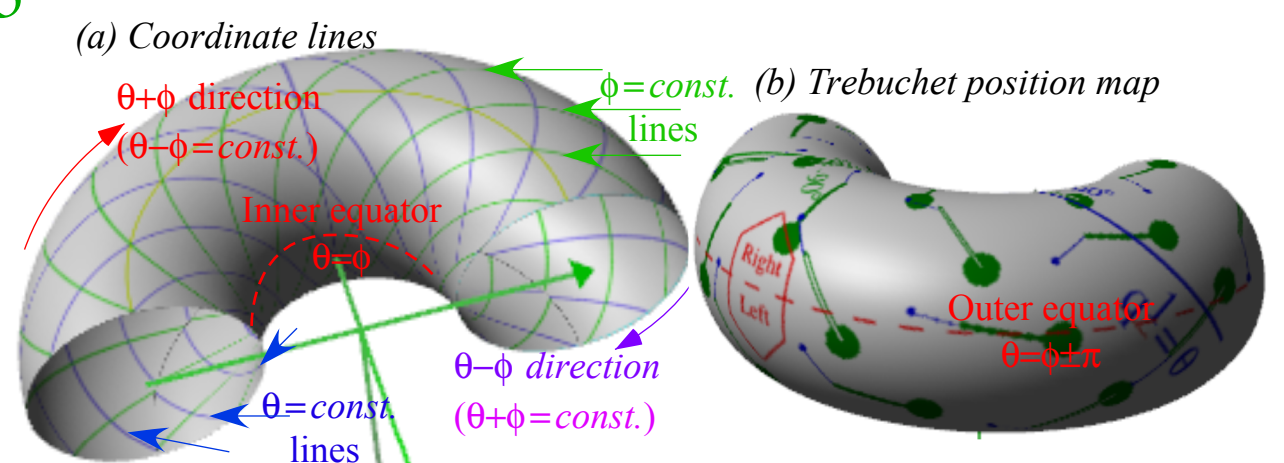 (a) Coordinate lines
θ+ϕ direction
(θ−ϕ=const.)
ϕ=const.
lines
Inner equator
θ=ϕ
θ−ϕ direction
(θ+ϕ=const.)
θ=const.
lines
(b) Trebuchet position map
Right
Left
Outer equator
θ=ϕ±π